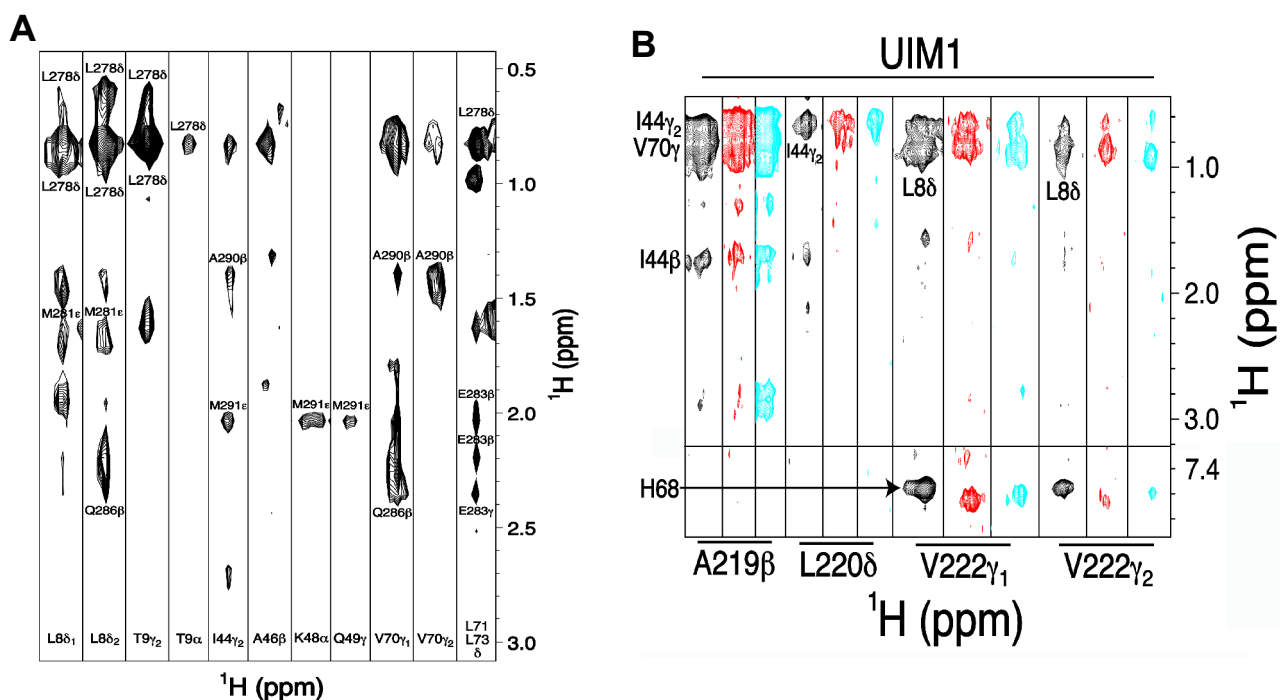 A
L278δ L278δ L278δ
L278δ
L278δ
L278δ L278δ L278δ
A290β A290β A290β
M281ε M281ε
M291ε M291ε M291ε
E283β
E283β
Q286β Q286β E283γ
L8δ1 L8δ2 T9γ2 T9α I44γ2 A46β K48α Q49γ V70γ1 V70γ2 L71 L73 δ
0.5
1.0
1.5
2.0
2.5
3.0
¹H (ppm)
¹H (ppm)
B
UIM1
I44γ2
V70γ
I44γ2
L8δ L8δ
I44β
H68
1.0
2.0
3.0
7.4
¹H (ppm)
A219β L220δ V222γ1 V222γ2
¹H (ppm)